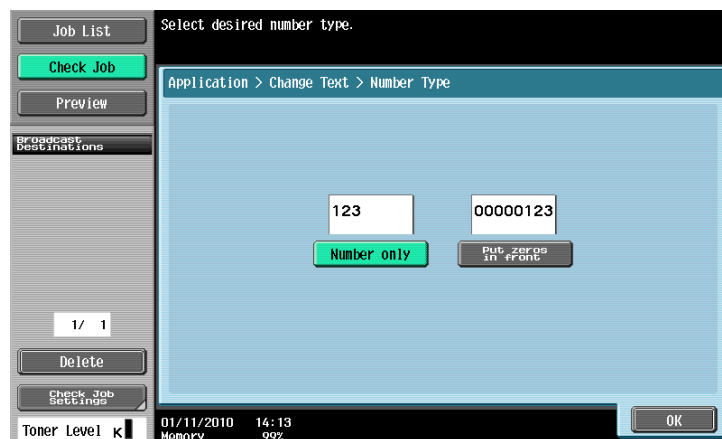 Job List
Check Job
Preview
Broadcast
Destinations
1/ 1
Delete
Check Job
Settings
Toner Level K
Select desired number type.
Application > Change Text > Number Type
123
00000123
Number only
Put zeros
in front
01/11/2010 14:13
Memory 99%
OK